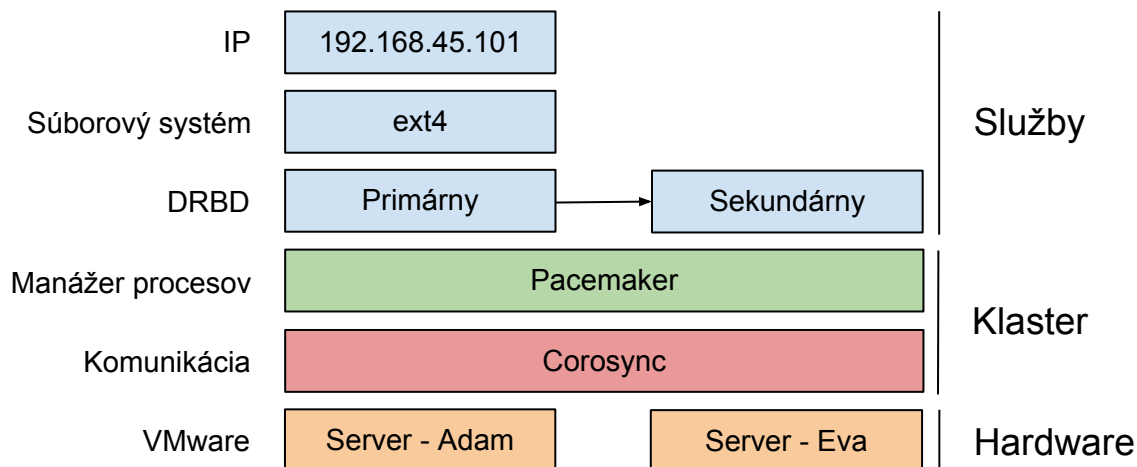 IP
192.168.45.101
Súborový systém
ext4
Služby
DRBD
Primárny
Sekundárny
Manážer procesov
Pacemaker
Klaster
Komunikácia
Corosync
VMware
Server - Adam
Server - Eva
Hardware